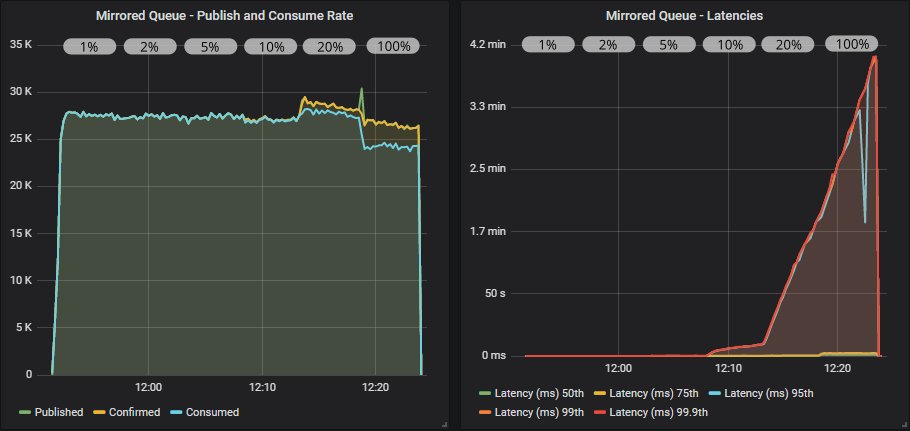 Mirrored Queue - Publish and Consume Rate
35 K
1% 2% 5% 10% 20% 100%
30 K
25 K
20 K
15 K
10 K
5 K
0
12:00 12:10 12:20
Published Confirmed Consumed
Mirrored Queue - Latencies
4.2 min
1% 2% 5% 10% 20% 100%
3.3 min
2.5 min
1.7 min
50 s
0 ms
12:00 12:10 12:20
Latency (ms) 50th Latency (ms) 75th Latency (ms) 95th
Latency (ms) 99th Latency (ms) 99.9th